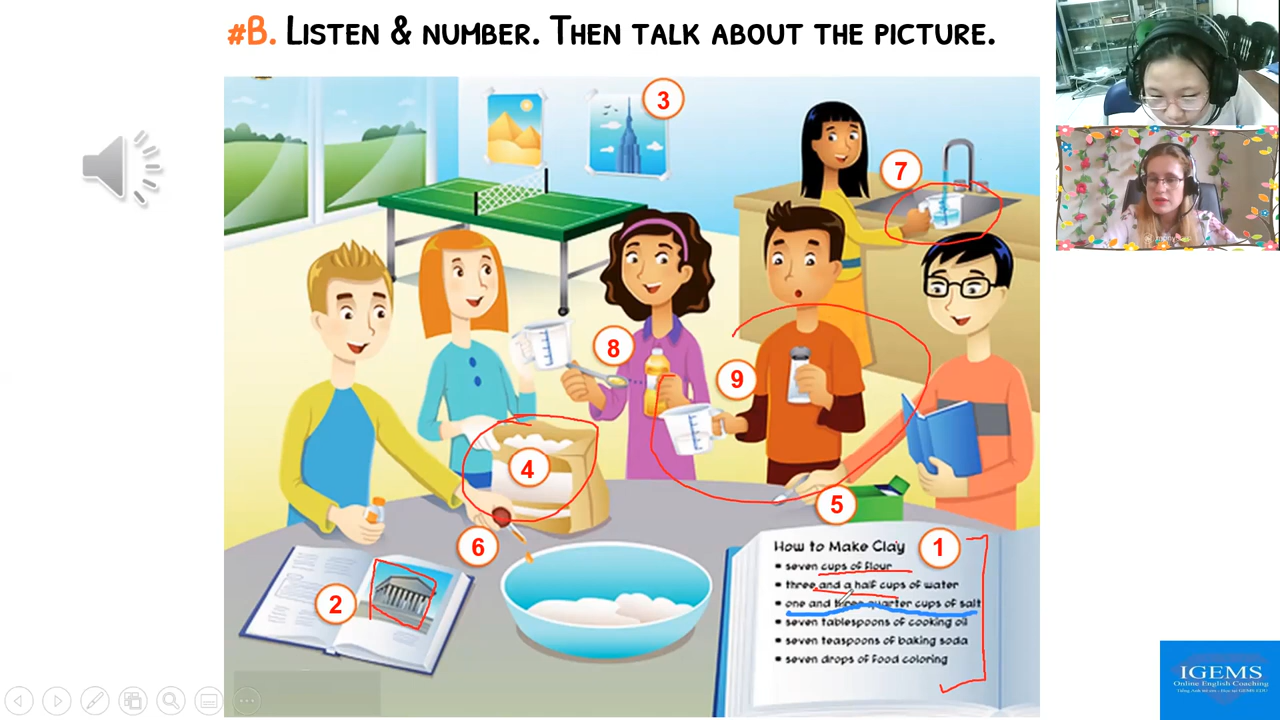 #B. LISTEN & NUMBER. THEN TALK ABOUT THE PICTURE.
3
7
8
9
4
5
6
How to Make Clay
1
• seven cups of flour
• three and a half cups of water
• one and three quarter cups of salt
• seven tablespoons of cooking oil
• seven teaspoons of baking soda
• seven drops of food coloring
2
IGEMS
Online English Coaching